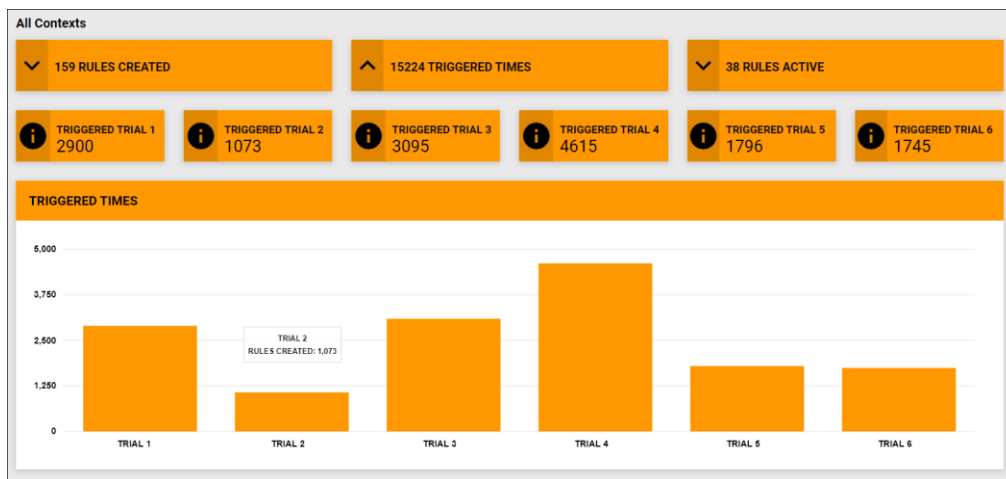 All Contexts
159 RULES CREATED
15224 TRIGGERED TIMES
38 RULES ACTIVE
TRIGGERED TRIAL 1
2900
TRIGGERED TRIAL 2
1073
TRIGGERED TRIAL 3
3095
TRIGGERED TRIAL 4
4615
TRIGGERED TRIAL 5
1796
TRIGGERED TRIAL 6
1745
TRIGGERED TIMES
5,000
3,750
2,500
1,250
0
TRIAL 2
RULES CREATED: 1,073
TRIAL 1
TRIAL 2
TRIAL 3
TRIAL 4
TRIAL 5
TRIAL 6